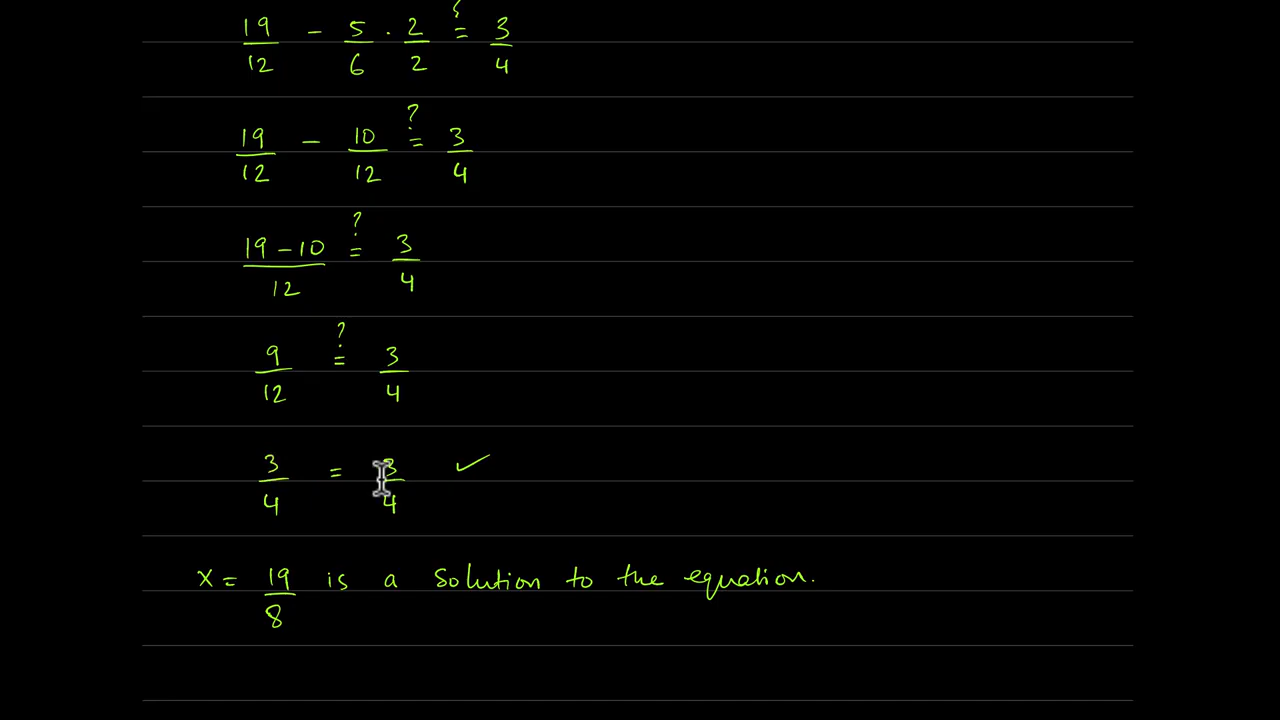 19/12 - 5/6 · 2/2 ≟ 3/4
19/12 - 10/12 ≟ 3/4
(19-10)/12 ≟ 3/4
9/12 ≟ 3/4
3/4 = 3/4 ✓
x = 19/8 is a solution to the equation.